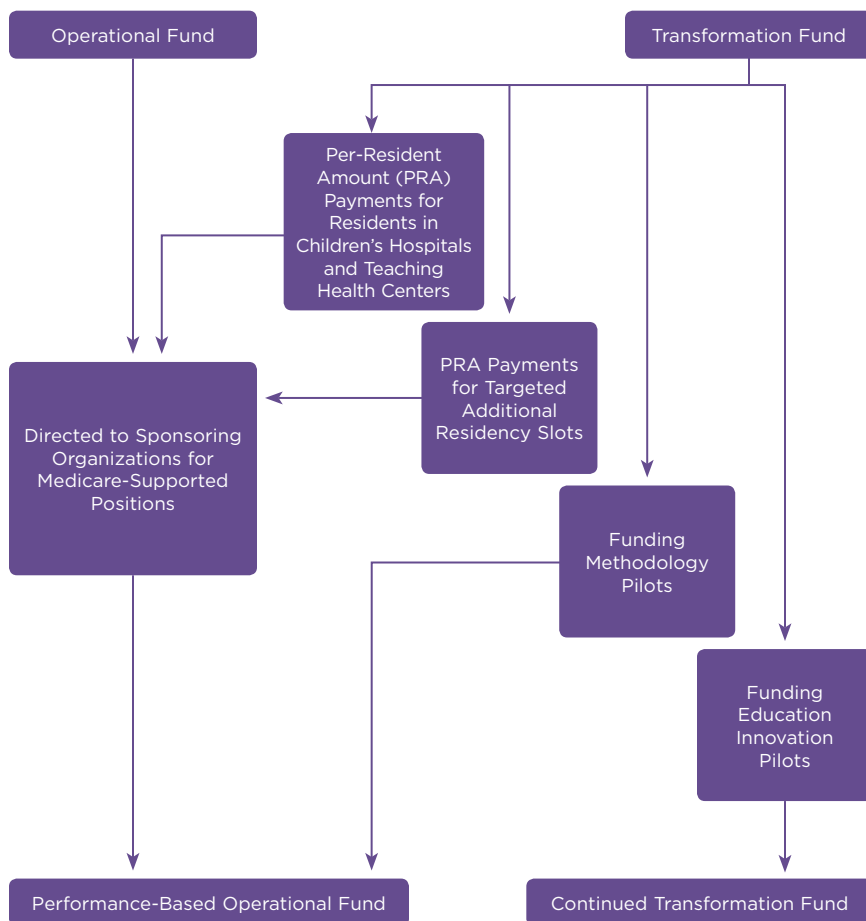 Operational Fund
Transformation Fund
Per-Resident
Amount (PRA)
Payments for
Residents in
Children’s Hospitals
and Teaching
Health Centers
PRA Payments
for Targeted
Additional
Residency Slots
Directed to Sponsoring
Organizations for
Medicare-Supported
Positions
Funding
Methodology
Pilots
Funding
Education
Innovation
Pilots
Performance-Based Operational Fund
Continued Transformation Fund